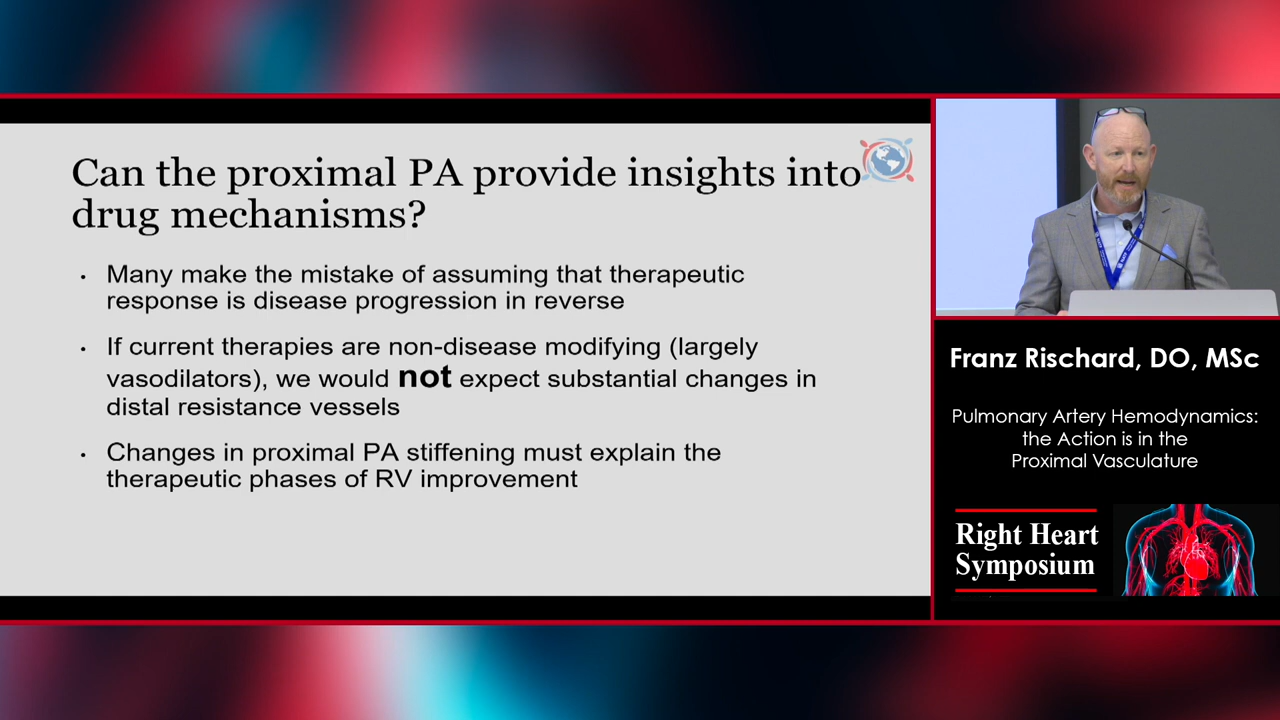 Can the proximal PA provide insights into
drug mechanisms?
• Many make the mistake of assuming that therapeutic
response is disease progression in reverse
• If current therapies are non-disease modifying (largely
vasodilators), we would not expect substantial changes in
distal resistance vessels
• Changes in proximal PA stiffening must explain the
therapeutic phases of RV improvement
Franz Rischard, DO, MSc
Pulmonary Artery Hemodynamics:
the Action is in the
Proximal Vasculature
Right Heart
Symposium